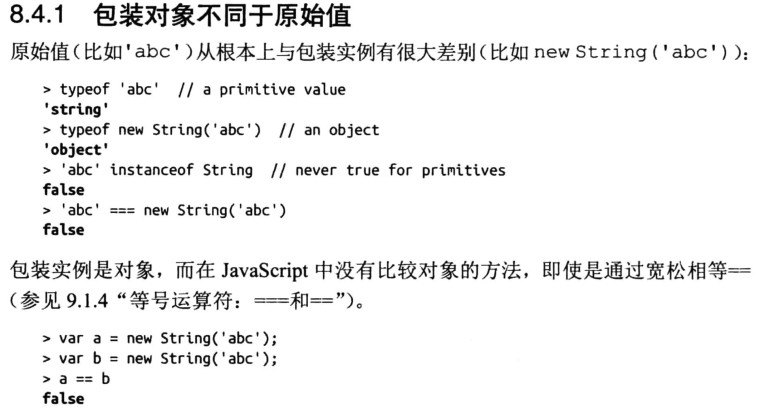 8.4.1 包装对象不同于原始值
原始值(比如'abc')从根本上与包装实例有很大差别(比如new String('abc')):
> typeof 'abc' // a primitive value
'string'
> typeof new String('abc') // an object
'object'
> 'abc' instanceof String // never true for primitives
false
> 'abc' === new String('abc')
false
包装实例是对象，而在 JavaScript 中没有比较对象的方法，即使是通过宽松相等==
(参见 9.1.4“等号运算符：===和==”)。
> var a = new String('abc');
> var b = new String('abc');
> a == b
false